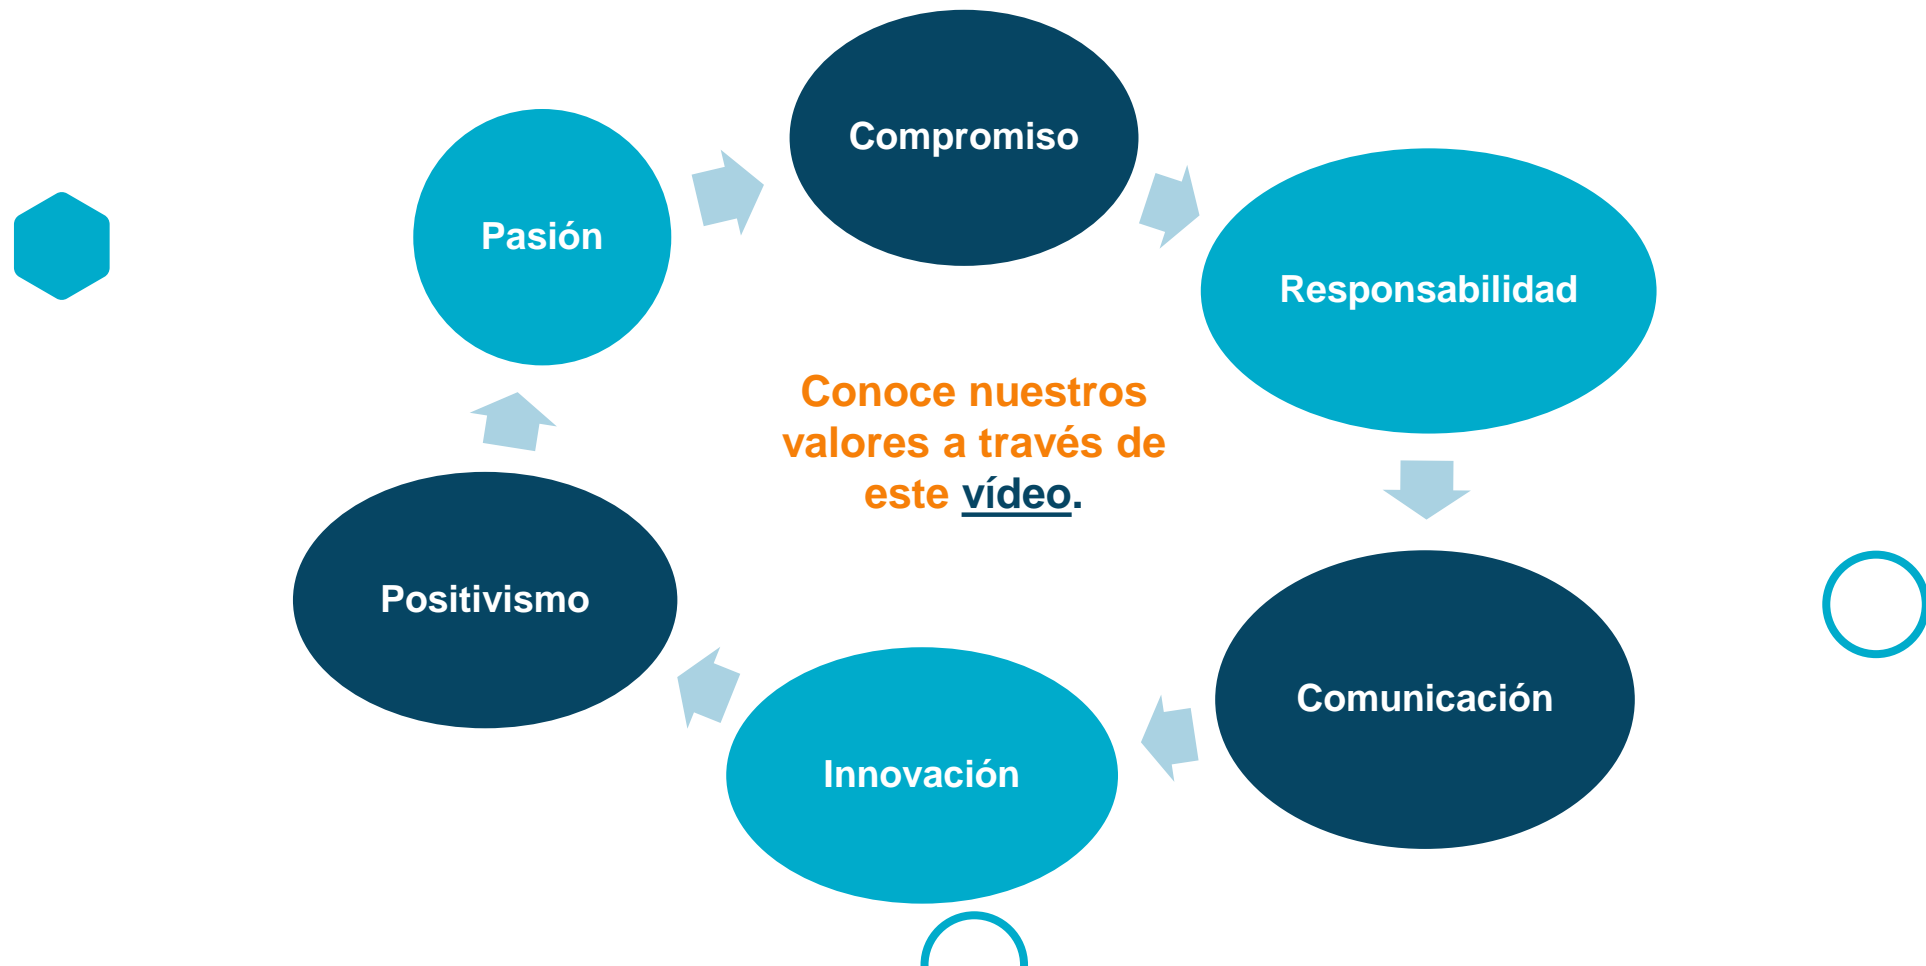 Compromiso
Pasión
Responsabilidad
Conoce nuestros
valores a través de
este vídeo.
Positivismo
Comunicación
Innovación